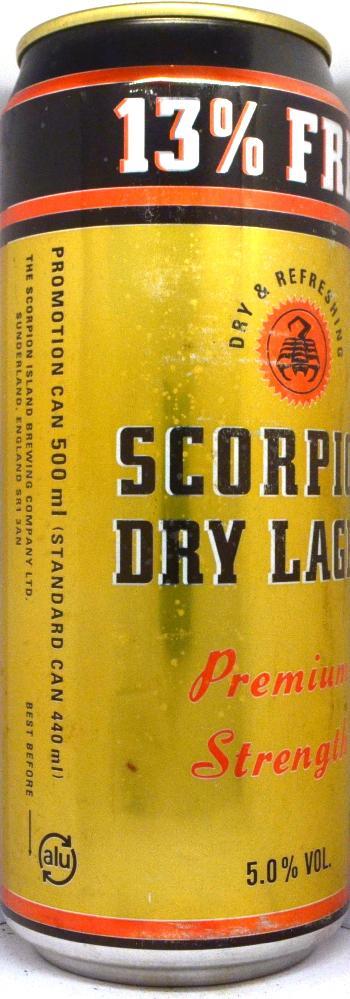 13% FR
DRY & REFRESHING
SCORPIO
DRY LAG
Premium
Strength
5.0% VOL.
PROMOTION CAN 500 ml (STANDARD CAN 440 ml)
THE SCORPION ISLAND BREWING COMPANY LTD.
SUNDERLAND, ENGLAND SR1 3AN
BEST BEFORE
alu